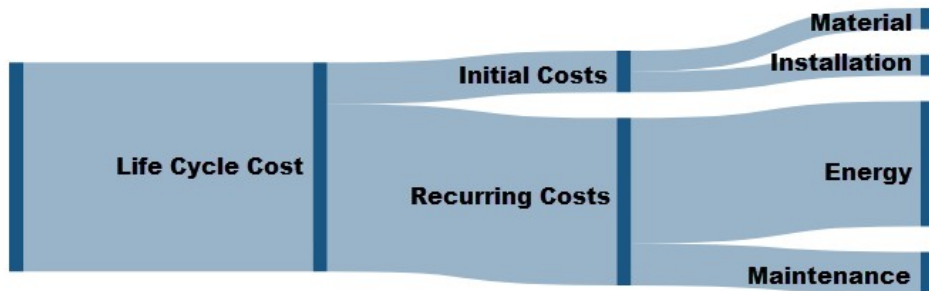 Material
Initial Costs
Installation
Life Cycle Cost
Energy
Recurring Costs
Maintenance